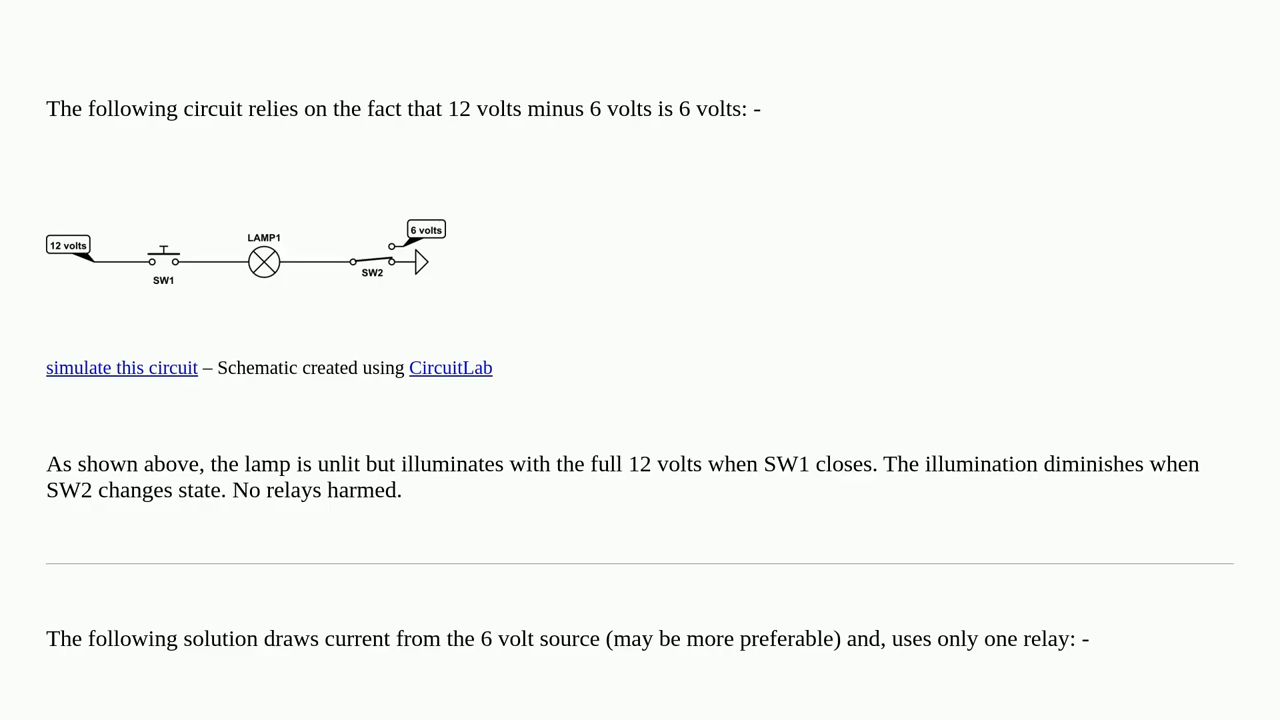 The following circuit relies on the fact that 12 volts minus 6 volts is 6 volts: -
6 volts
12 volts
LAMP1
SW1
SW2
simulate this circuit – Schematic created using CircuitLab
As shown above, the lamp is unlit but illuminates with the full 12 volts when SW1 closes. The illumination diminishes when
SW2 changes state. No relays harmed.
The following solution draws current from the 6 volt source (may be more preferable) and, uses only one relay: -